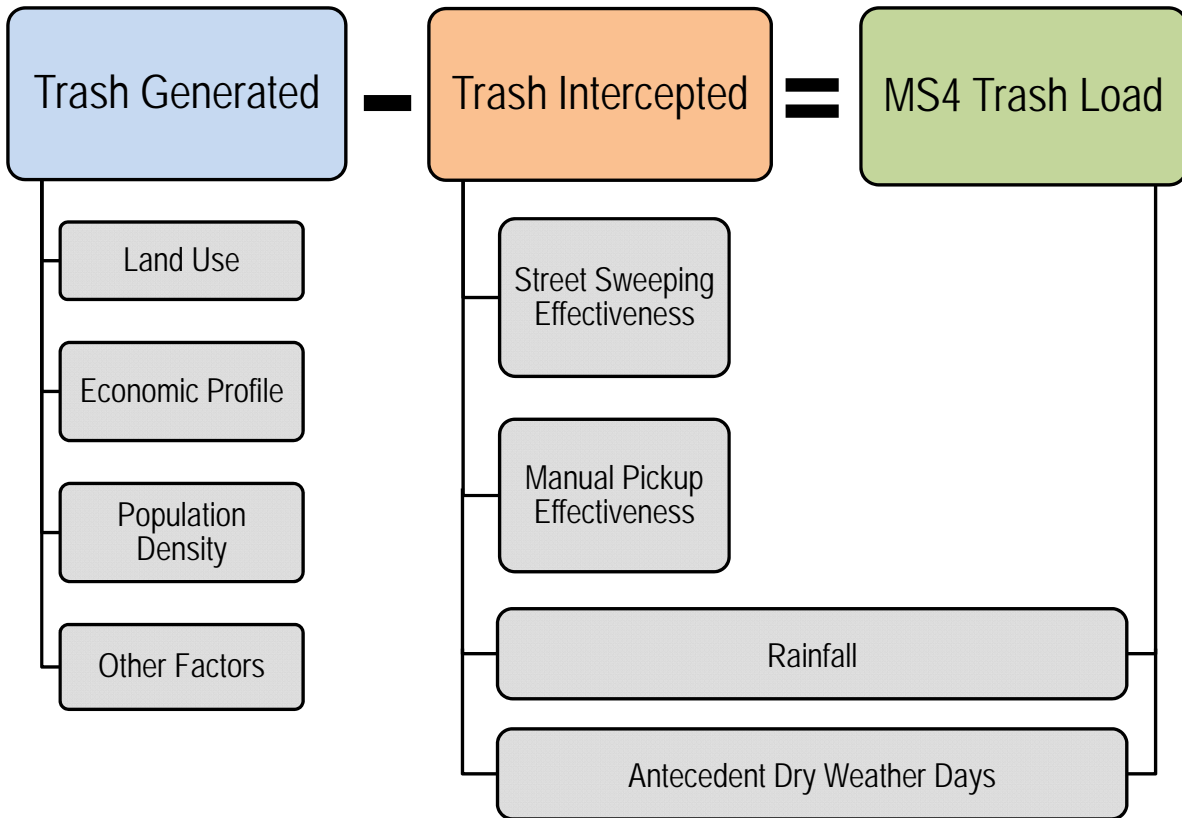 Trash Generated
-
Trash Intercepted
=
MS4 Trash Load
Land Use
Economic Profile
Population
Density
Other Factors
Street Sweeping
Effectiveness
Manual Pickup
Effectiveness
Rainfall
Antecedent Dry Weather Days